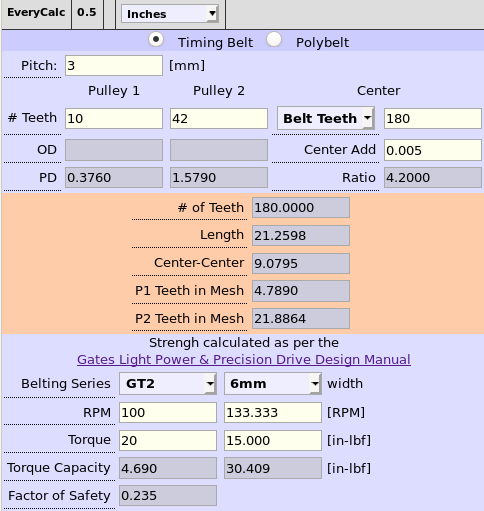 EveryCalc 0.5 Inches
Timing Belt Polybelt
Pitch: 3 [mm]
Pulley 1 Pulley 2 Center
# Teeth 10 42 Belt Teeth 180
OD Center Add 0.005
PD 0.3760 1.5790 Ratio 4.2000
# of Teeth 180.0000
Length 21.2598
Center-Center 9.0795
P1 Teeth in Mesh 4.7890
P2 Teeth in Mesh 21.8864
Strengh calculated as per the
Gates Light Power & Precision Drive Design Manual
Belting Series GT2 6mm width
RPM 100 133.333 [RPM]
Torque 20 15.000 [in-lbf]
Torque Capacity 4.690 30.409 [in-lbf]
Factor of Safety 0.235